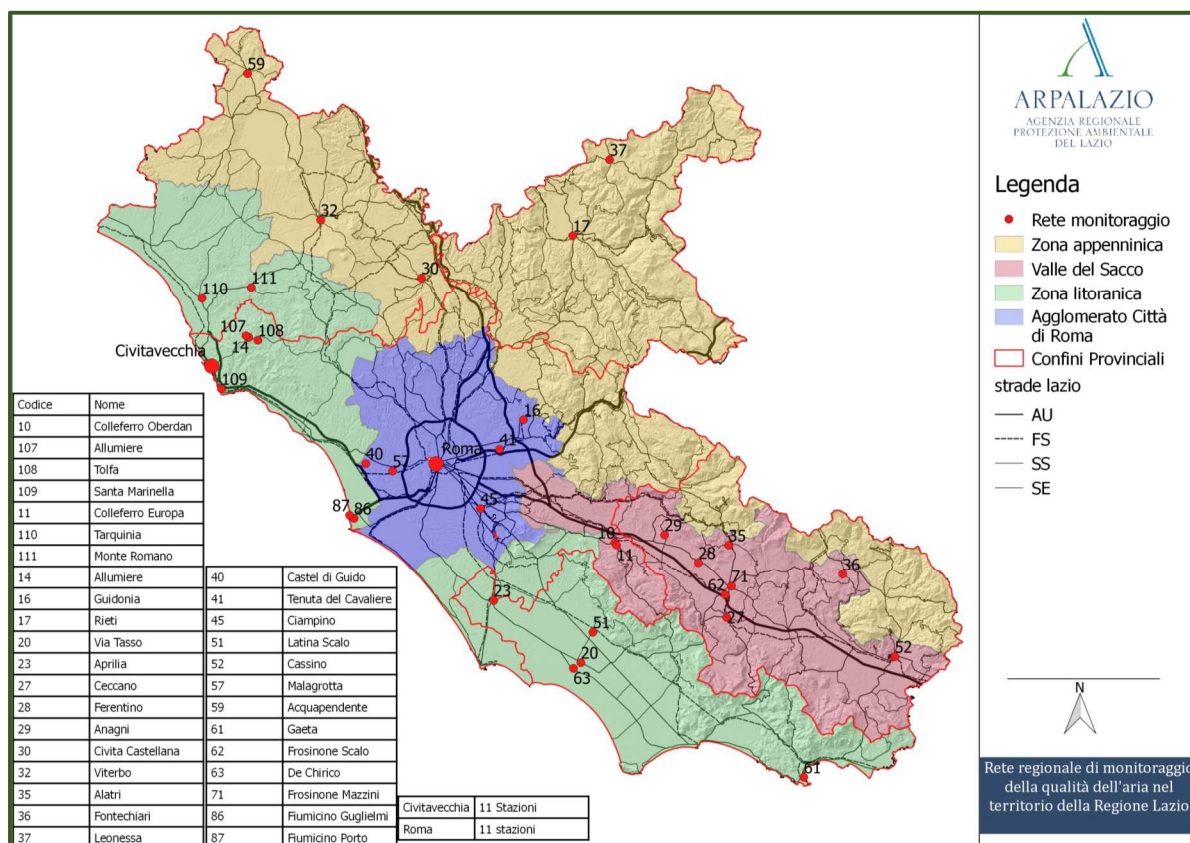 59
37
32
17
30
111
110
107
108
14
Civitavecchia
109
16
41
Roma
40
57
45
87
86
10
11
29
28
35
36
71
62
27
52
23
51
20
63
61
Codice Nome
10 Colleferro Oberdan
107 Allumiere
108 Tolfa
109 Santa Marinella
11 Colleferro Europa
110 Tarquinia
111 Monte Romano
14 Allumiere
16 Guidonia
17 Rieti
20 Via Tasso
23 Aprilia
27 Ceccano
28 Ferentino
29 Anagni
30 Civita Castellana
32 Viterbo
35 Alatri
36 Fontechiari
37 Leonessa
40 Castel di Guido
41 Tenuta del Cavaliere
45 Ciampino
51 Latina Scalo
52 Cassino
57 Malagrotta
59 Acquapendente
61 Gaeta
62 Frosinone Scalo
63 De Chirico
71 Frosinone Mazzini
86 Fiumicino Guglielmi
87 Fiumicino Porto
Civitavecchia 11 Stazioni
Roma 11 stazioni
ARPALAZIO
AGENZIA REGIONALE
PROTEZIONE AMBIENTALE
DEL LAZIO
Legenda
Rete monitoraggio
Zona appenninica
Valle del Sacco
Zona litoranica
Agglomerato Città
di Roma
Confini Provinciali
strade lazio
AU
FS
SS
SE
N
Rete regionale di monitoraggio
della qualità dell'aria nel
territorio della Regione Lazio